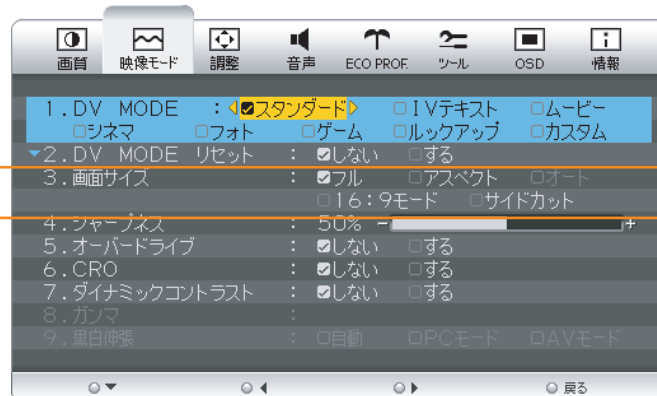 画質 映像モード 調整 音声 ECO PROF. ツール OSD 情報
1.DV MODE : ☑スタンダード □IVテキスト □ムービー
□シネマ □フォト □ゲーム □ルックアップ □カスタム
2.DV MODE リセット : ☑しない □する
3.画面サイズ : ☑フル □アスペクト □オート
□16:9モード □サイドカット
4.シャープネス : 50% - +
5.オーバードライブ : ☑しない □する
6.CRO : ☑しない □する
7.ダイナミックコントラスト : ☑しない □する
8.ガンマ :
9.黒白伸張 : □自動 □PCモード □AVモード
戻る